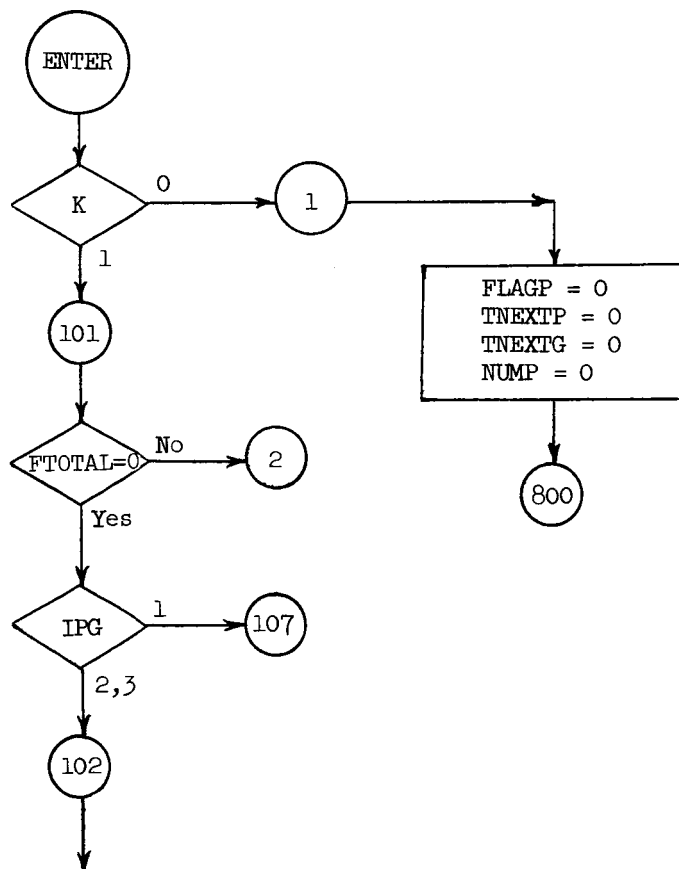 ENTER
K
0
1
1
101
FLAGP = 0
TNEXTP = 0
TNEXTG = 0
NUMP = 0
FTOTAL=0
No
2
Yes
800
IPG
1
107
2,3
102